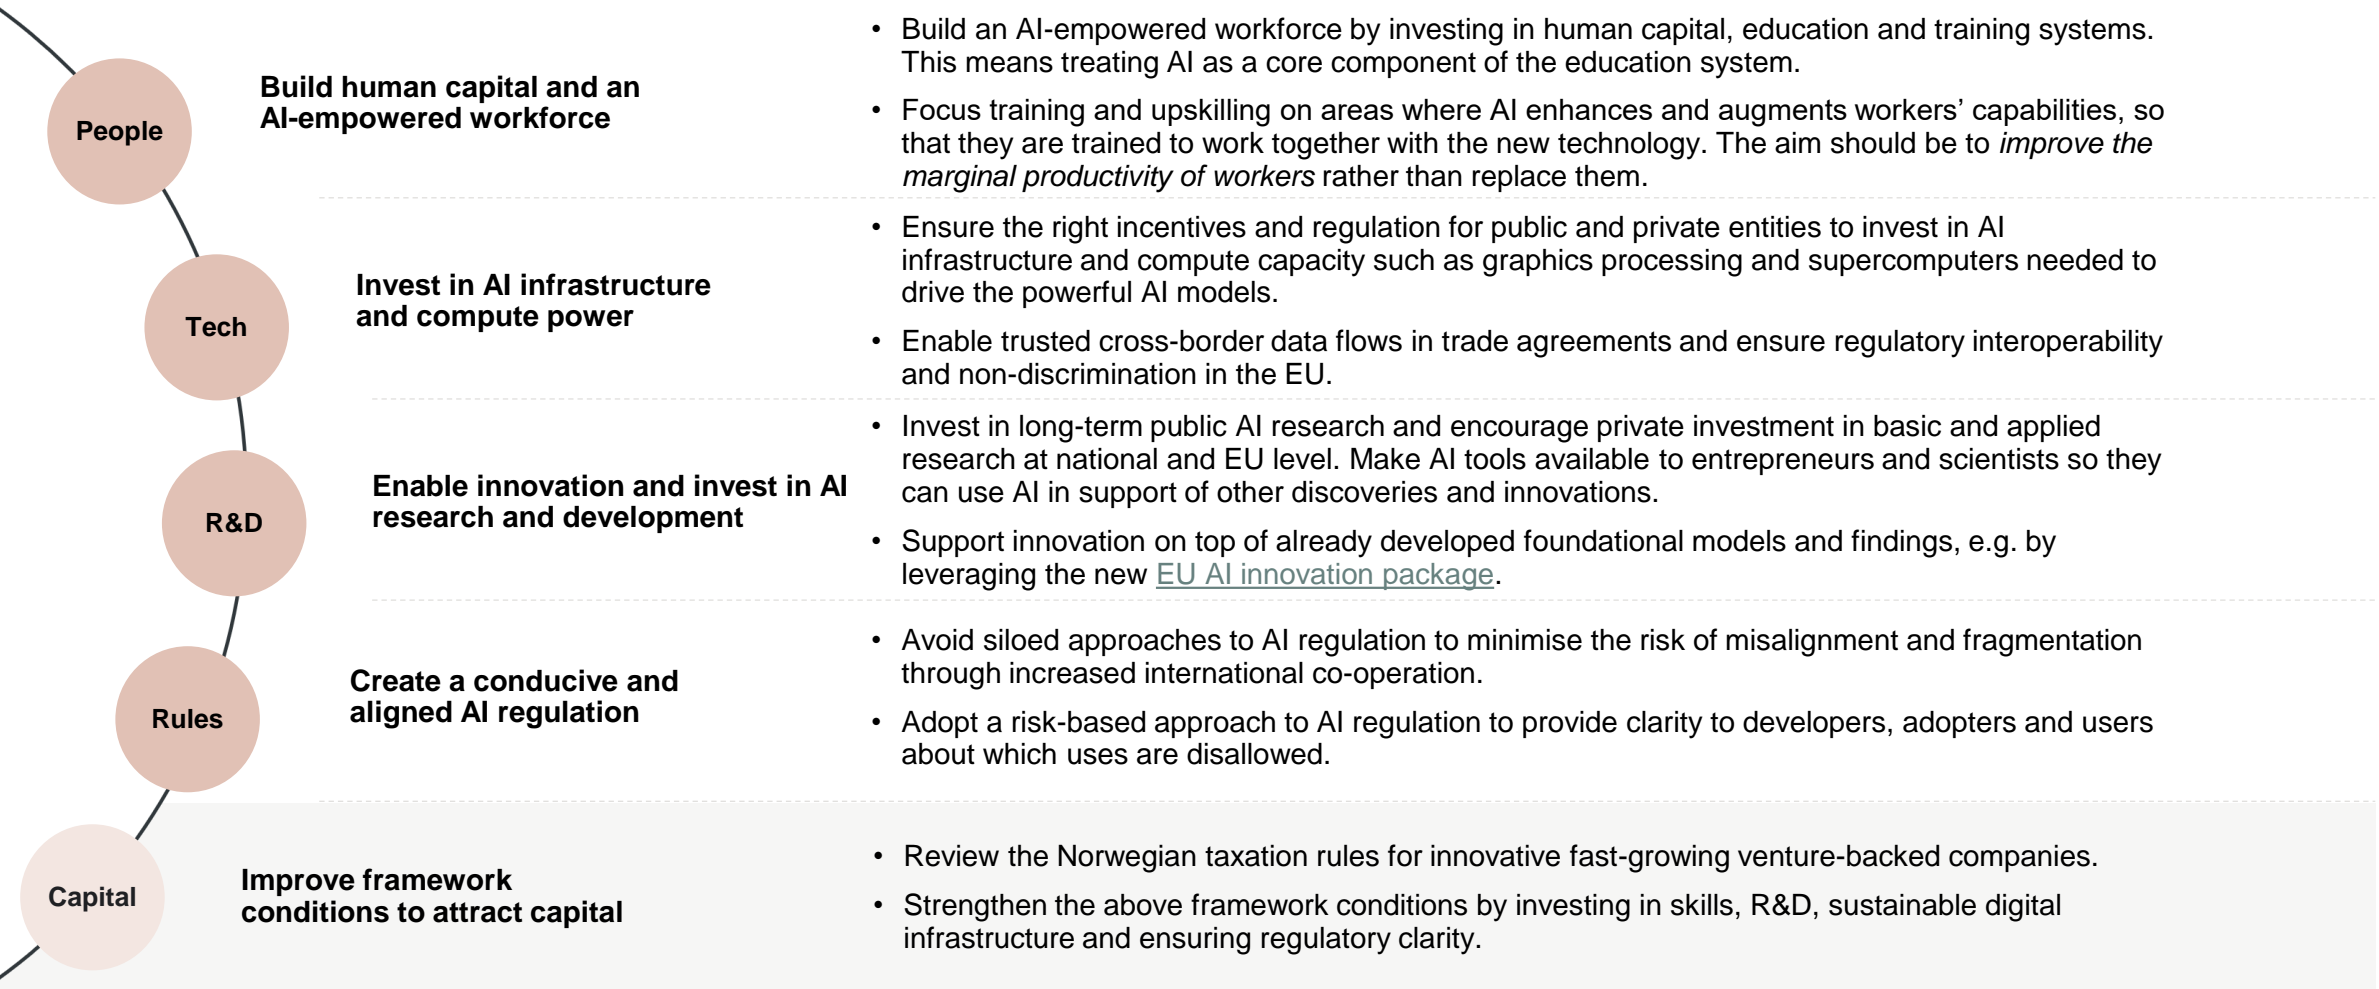 People
Build human capital and an
AI-empowered workforce
• Build an AI-empowered workforce by investing in human capital, education and training systems.
This means treating AI as a core component of the education system.
• Focus training and upskilling on areas where AI enhances and augments workers’ capabilities, so
that they are trained to work together with the new technology. The aim should be to improve the
marginal productivity of workers rather than replace them.
Tech
Invest in AI infrastructure
and compute power
• Ensure the right incentives and regulation for public and private entities to invest in AI
infrastructure and compute capacity such as graphics processing and supercomputers needed to
drive the powerful AI models.
• Enable trusted cross-border data flows in trade agreements and ensure regulatory interoperability
and non-discrimination in the EU.
R&D
Enable innovation and invest in AI
research and development
• Invest in long-term public AI research and encourage private investment in basic and applied
research at national and EU level. Make AI tools available to entrepreneurs and scientists so they
can use AI in support of other discoveries and innovations.
• Support innovation on top of already developed foundational models and findings, e.g. by
leveraging the new EU AI innovation package.
Rules
Create a conducive and
aligned AI regulation
• Avoid siloed approaches to AI regulation to minimise the risk of misalignment and fragmentation
through increased international co-operation.
• Adopt a risk-based approach to AI regulation to provide clarity to developers, adopters and users
about which uses are disallowed.
Capital
Improve framework
conditions to attract capital
• Review the Norwegian taxation rules for innovative fast-growing venture-backed companies.
• Strengthen the above framework conditions by investing in skills, R&D, sustainable digital
infrastructure and ensuring regulatory clarity.